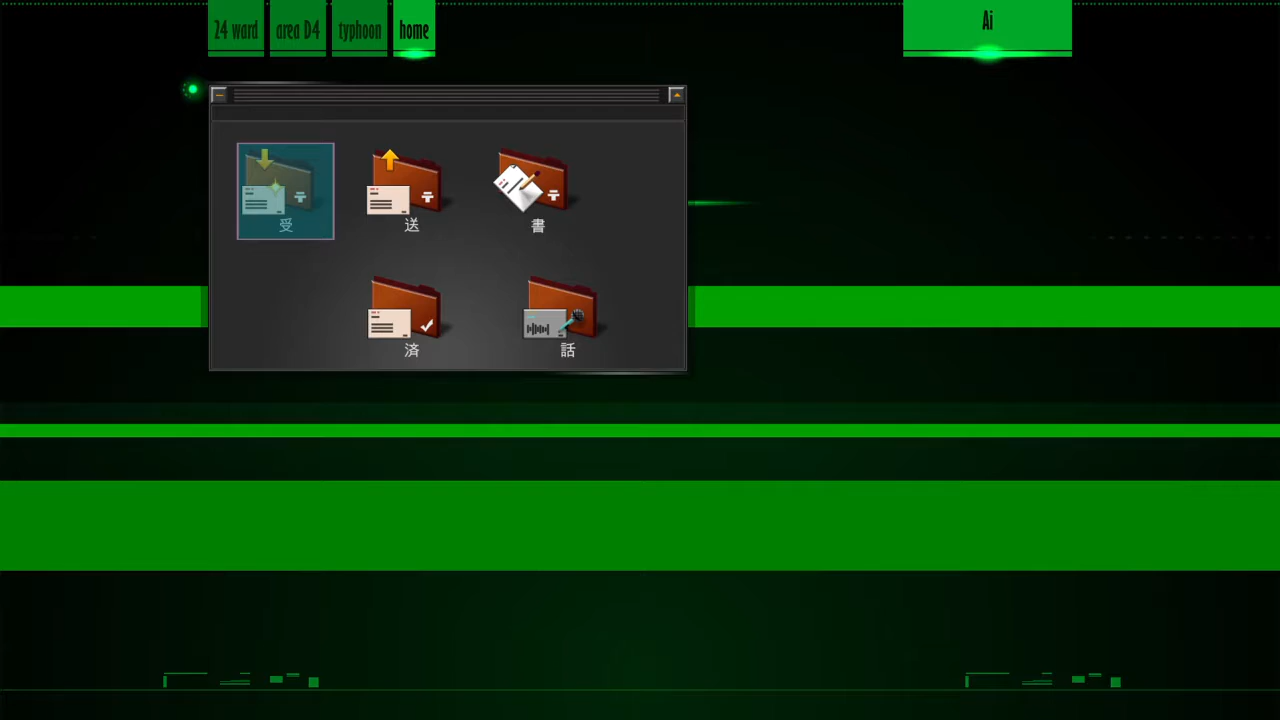 24 ward area D4 typhoon home Ai
受 送 書
済 話